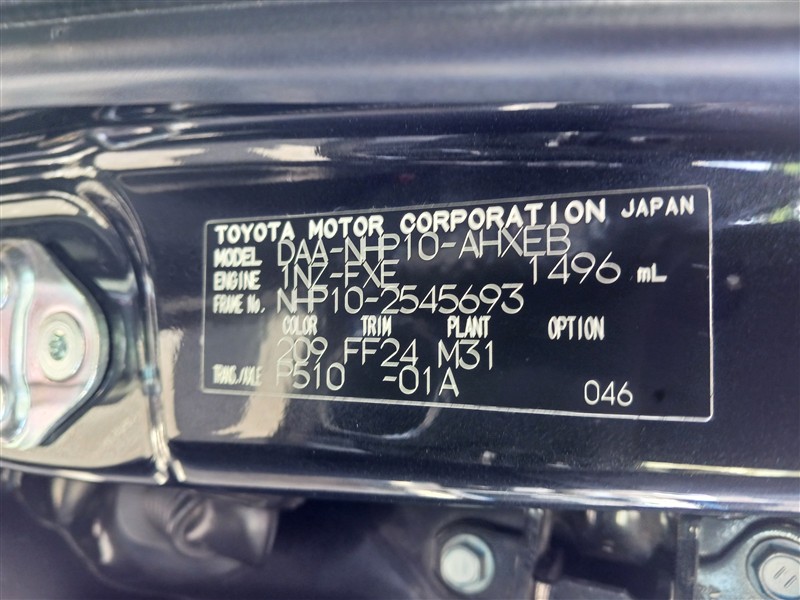 TOYOTA MOTOR CORPORATION JAPAN
MODEL DAA-NHP10-AHXEB
ENGINE 1NZ-FXE 1496 mL
FRAME No. NHP10-2545693
COLOR TRIM PLANT OPTION
209 FF24 M31
TRANS./AXLE P510 -01A 046